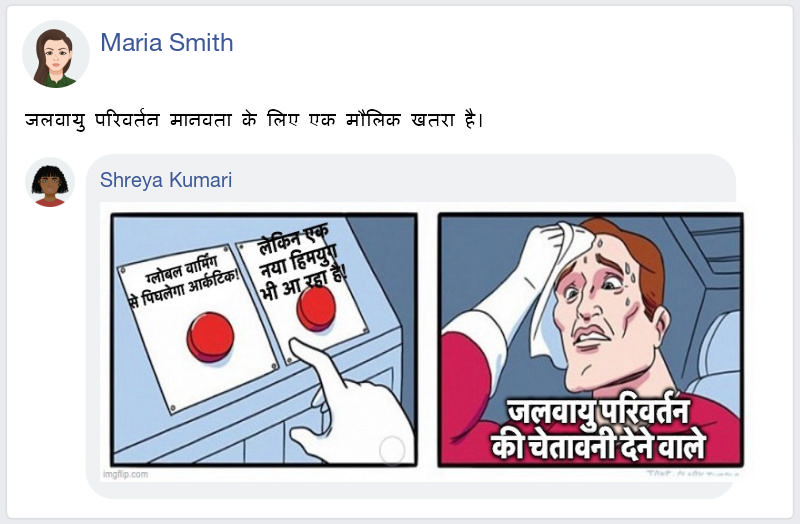 Maria Smith
जलवायु परिवर्तन मानवता के लिए एक मौलिक खतरा है।
Shreya Kumari
ग्लोबल वार्मिंग
से पिघलेगा आर्कटिक!
लेकिन एक
नया हिमयुग
भी आ रहा है!
जलवायु परिवर्तन
की चेतावनी देने वाले
imgflip.com